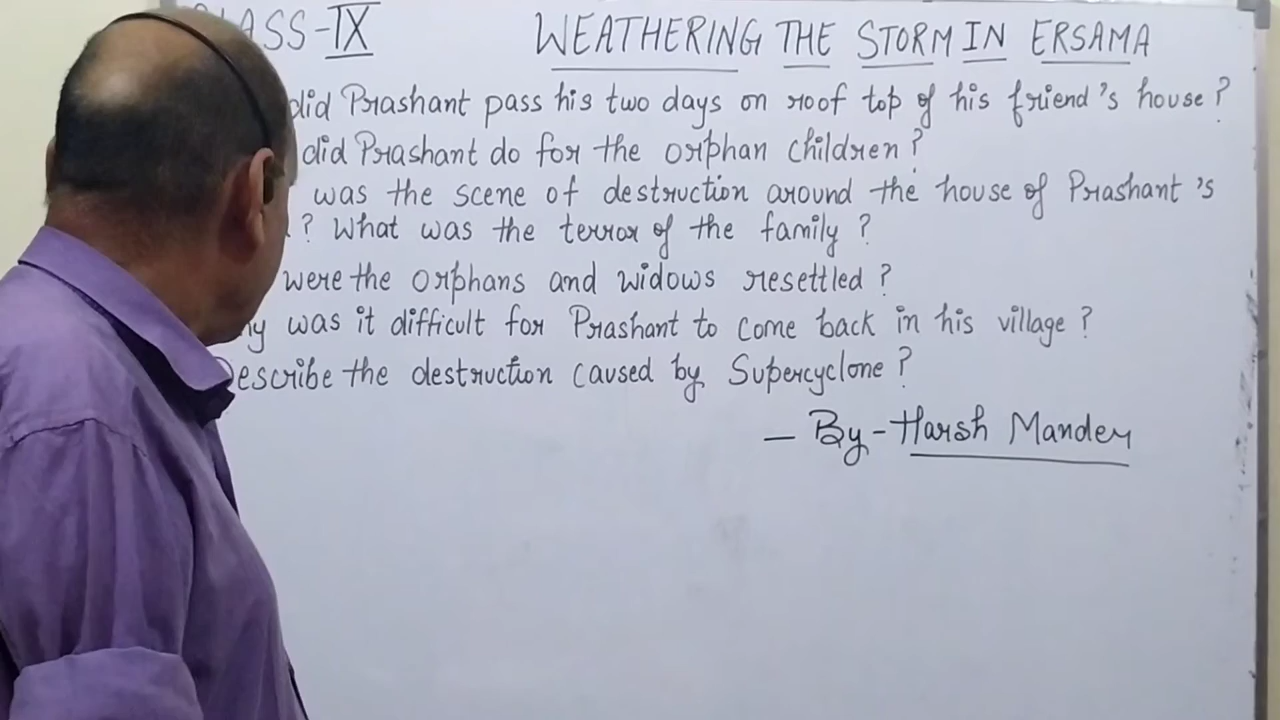 CLASS-IX WEATHERING THE STORM IN ERSAMA
did Prashant pass his two days on roof top of his friend's house?
did Prashant do for the orphan children?
was the scene of destruction around the house of Prashant's
? What was the terror of the family?
were the orphans and widows resettled?
was it difficult for Prashant to come back in his village?
Describe the destruction caused by Supercyclone?
- By - Harsh Mander